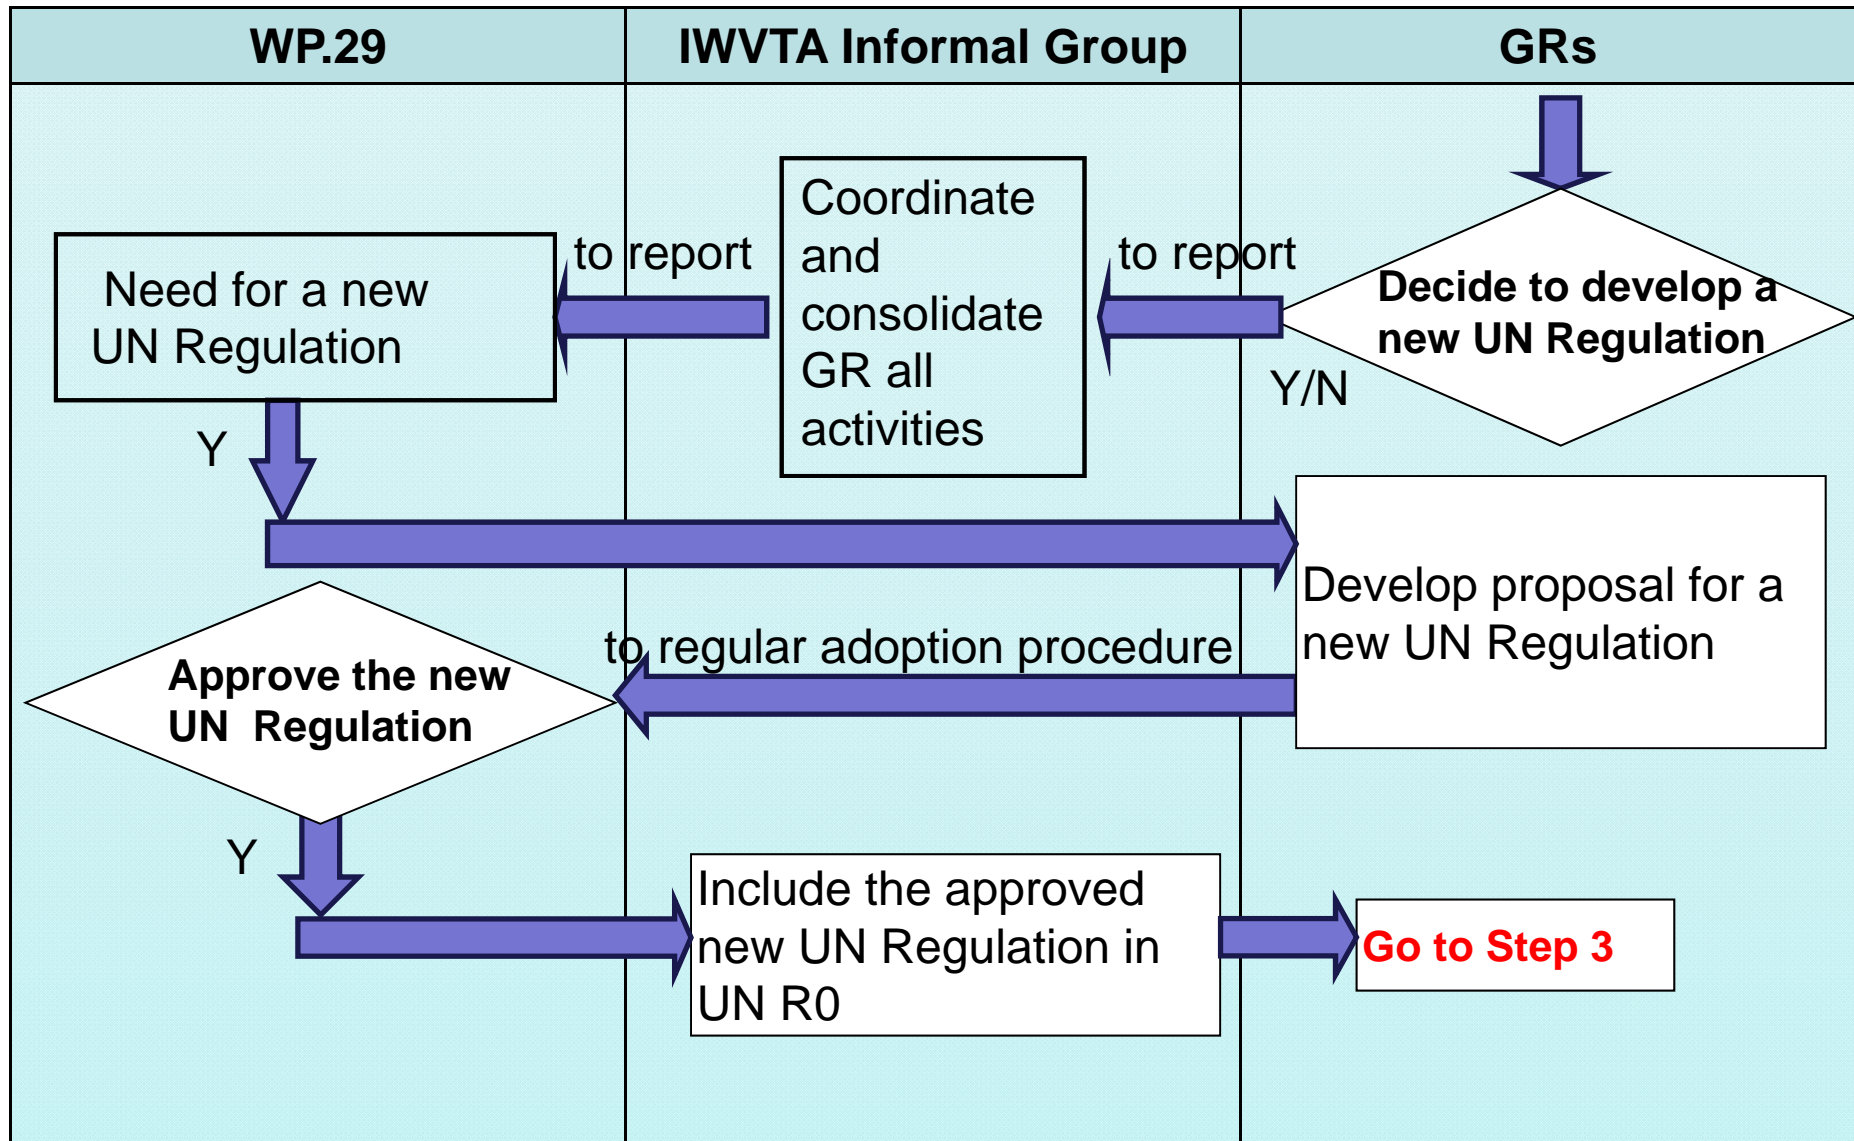 WP.29
IWVTA Informal Group
GRs
Decide to develop a
new UN Regulation
Y/N
to report
Coordinate
and
consolidate
GR all
activities
to report
Need for a new
UN Regulation
Y
Develop proposal for a
new UN Regulation
to regular adoption procedure
Approve the new
UN  Regulation
Y
Include the approved
new UN Regulation in
UN R0
Go to Step 3